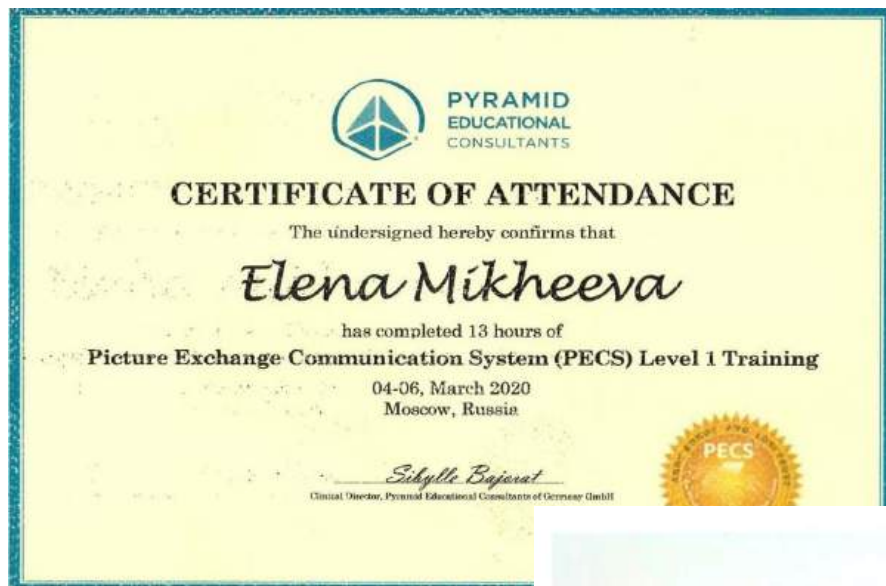 PYRAMID
EDUCATIONAL
CONSULTANTS
CERTIFICATE OF ATTENDANCE
The undersigned hereby confirms that
Elena Mikheeva
has completed 13 hours of
Picture Exchange Communication System (PECS) Level 1 Training
04-06, March 2020
Moscow, Russia
Sibylle Bajorat
Clinical Director, Pyramid Educational Consultants of Germany GmbH
PECS